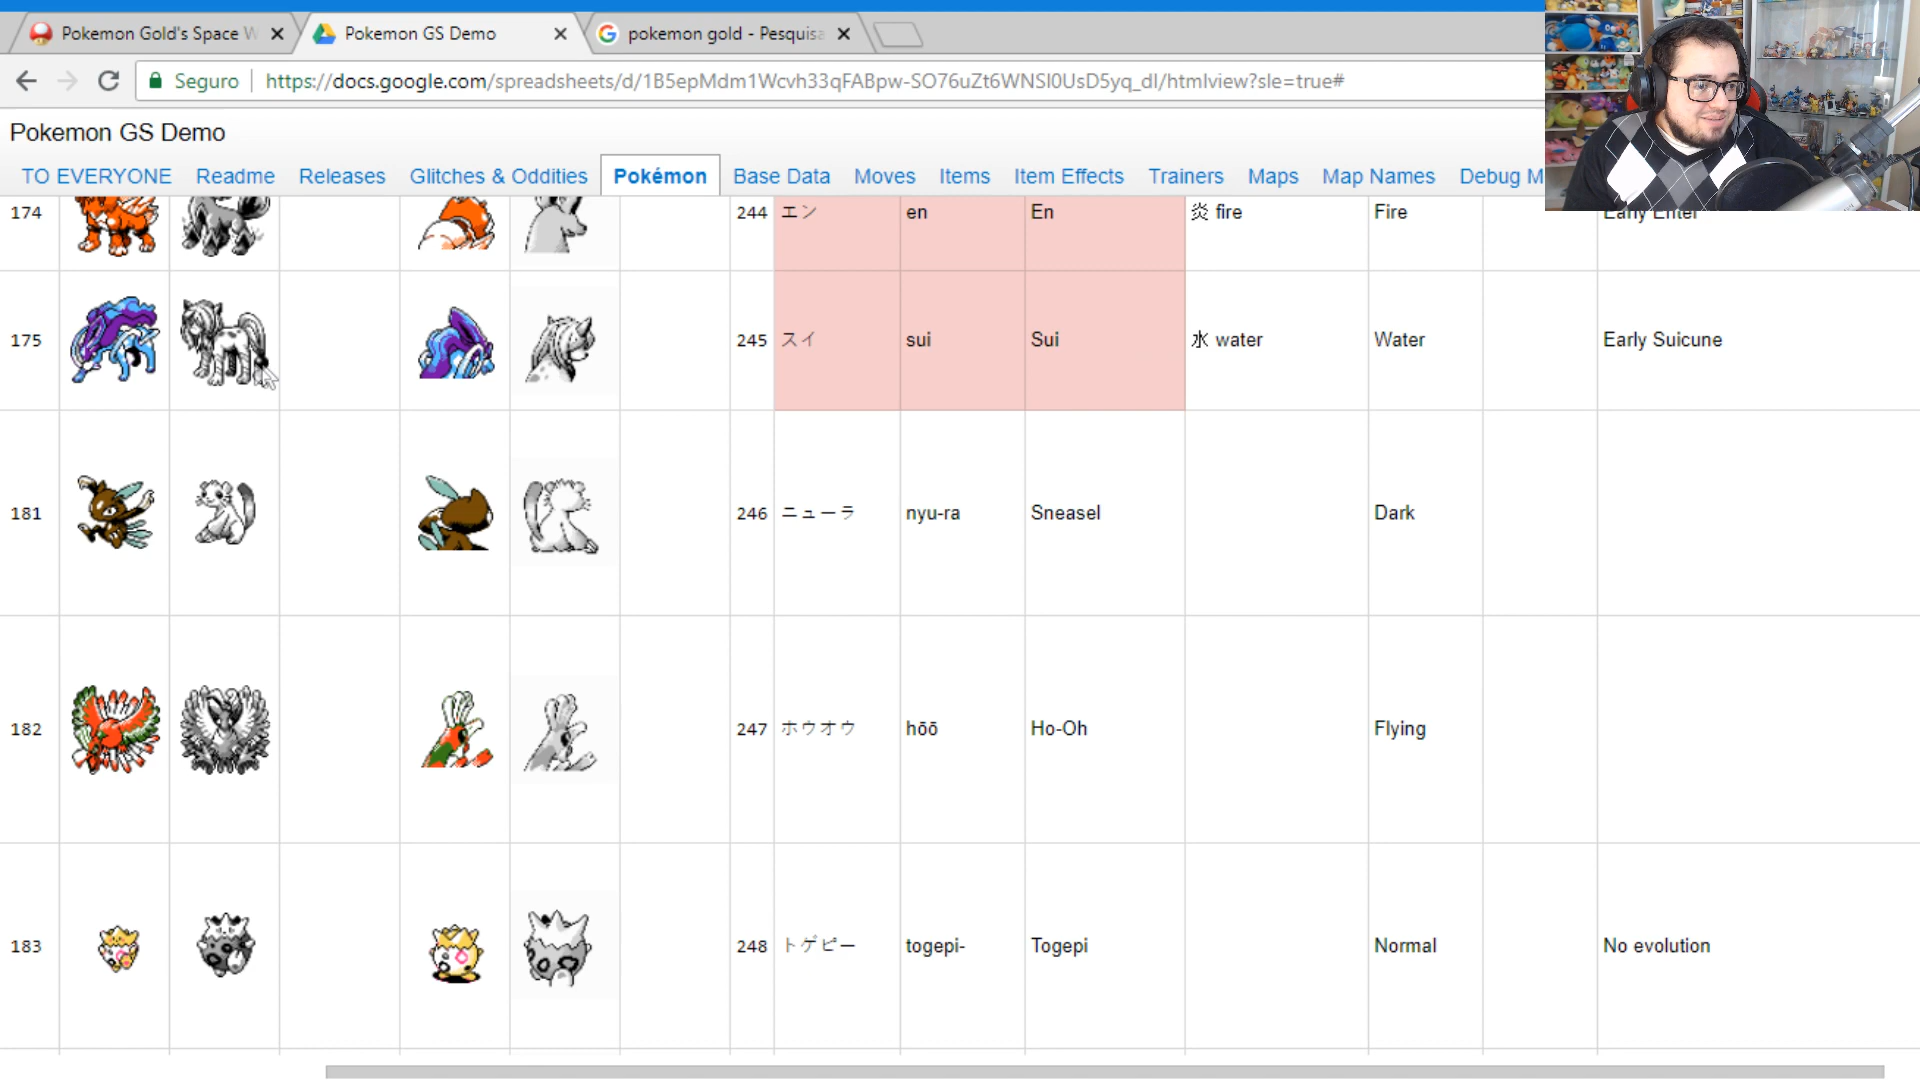 Pokemon Gold's Space W
Pokemon GS Demo
pokemon gold - Pesquisa
Seguro
https://docs.google.com/spreadsheets/d/1B5epMdm1Wcvh33qFABpw-SO76uZt6WNSl0UsD5yq_dl/htmlview?sle=true#
Pokemon GS Demo
TO EVERYONE Readme Releases Glitches & Oddities Pokémon Base Data Moves Items Item Effects Trainers Maps Map Names Debug M
174 244 エン en En 炎 fire Fire Early Entei
175 245 スイ sui Sui 水 water Water Early Suicune
181 246 ニューラ nyu-ra Sneasel Dark
182 247 ホウオウ hōō Ho-Oh Flying
183 248 トゲピー togepi- Togepi Normal No evolution